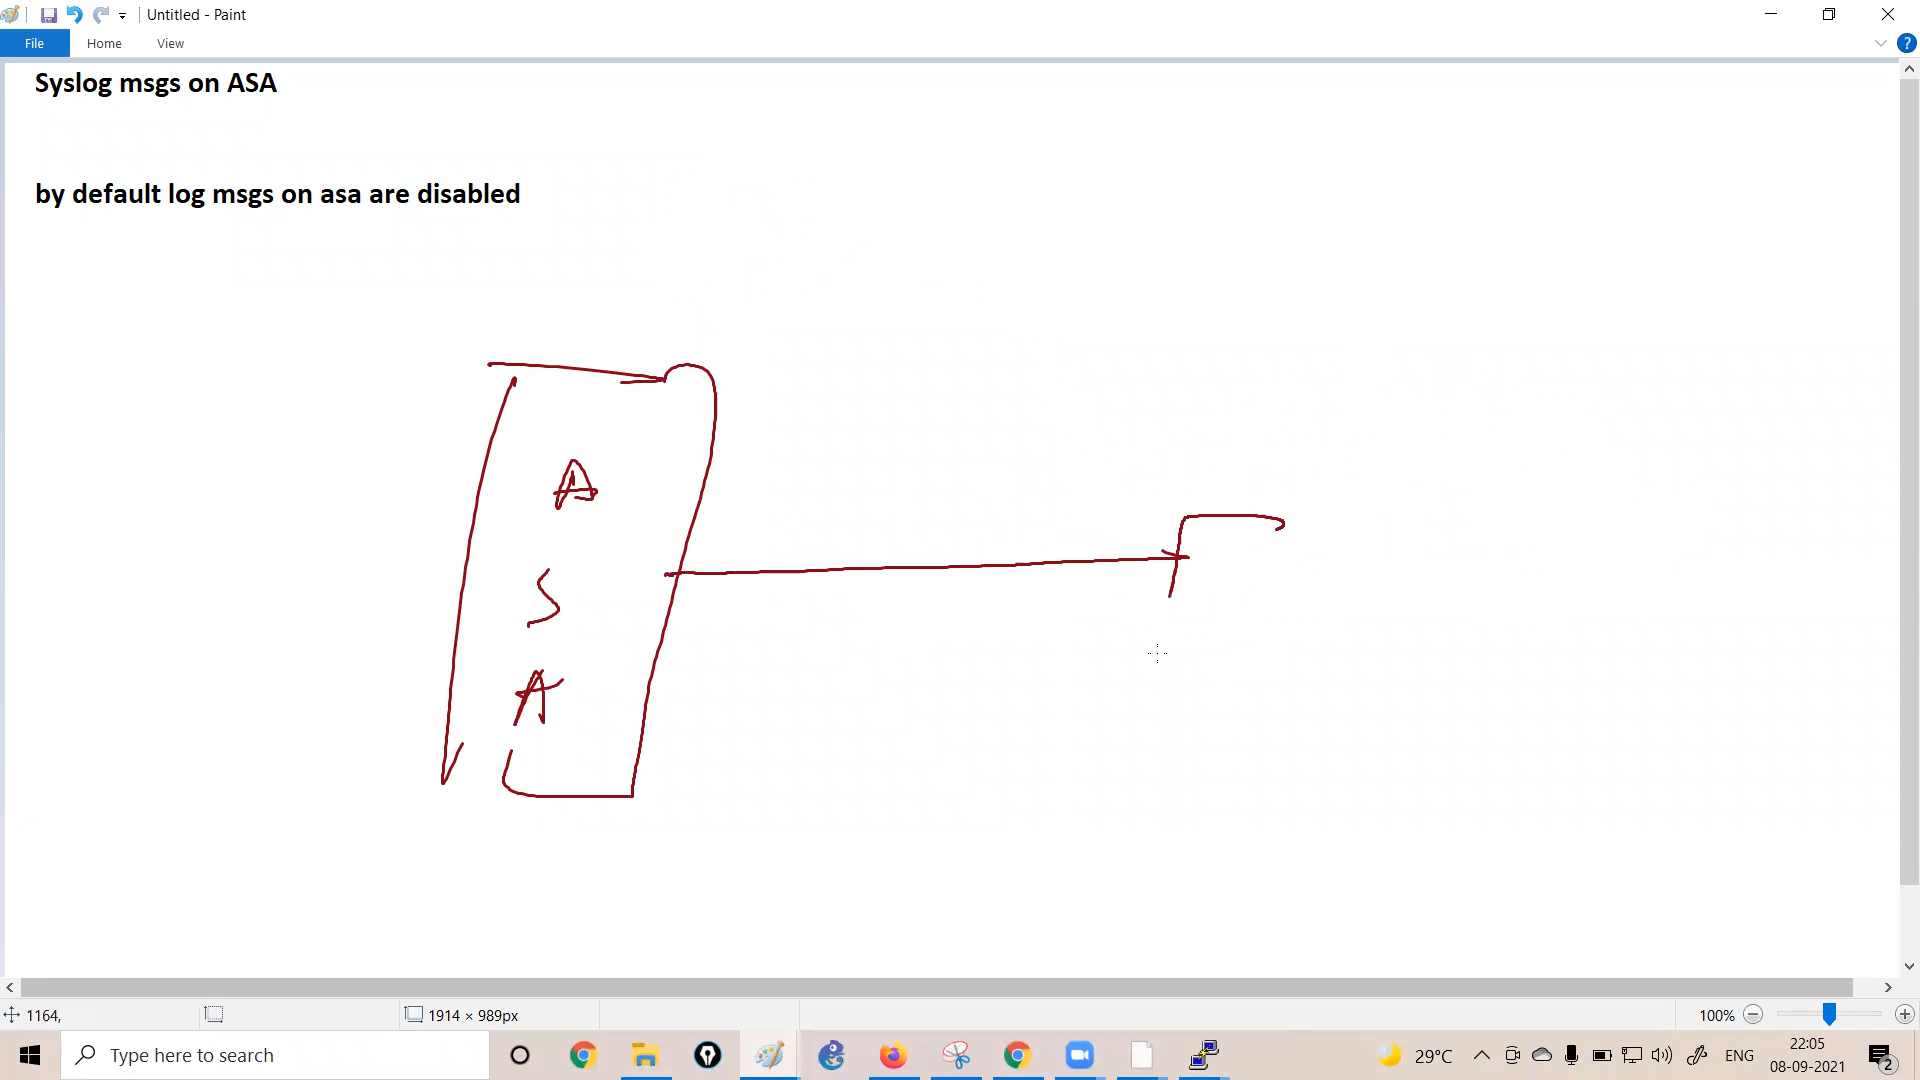 Untitled - Paint
File Home View
Syslog msgs on ASA
by default log msgs on asa are disabled
A
S
A
1164,
1914 × 989px
100%
Type here to search
29°C
ENG
22:05
08-09-2021
2